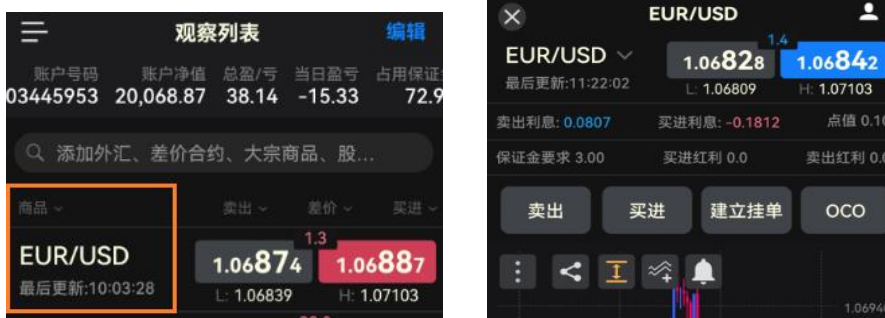 观察列表
编辑
账户号码 账户净值 总盈/亏 当日盈亏 占用保证
03445953 20,068.87 38.14 -15.33 72.9
添加外汇、差价合约、大宗商品、股...
商品 卖出 差价 买进
EUR/USD
最后更新:10:03:28
1.06874
1.3
1.06887
L: 1.06839
H: 1.07103
EUR/USD
EUR/USD
最后更新:11:22:02
1.06828
1.4
1.06842
L: 1.06809
H: 1.07103
卖出利息: 0.0807 买进利息: -0.1812 点值 0.10
保证金要求 3.00 买进红利 0.0 卖出红利 0.0
卖出 买进 建立挂单 OCO
1.0694